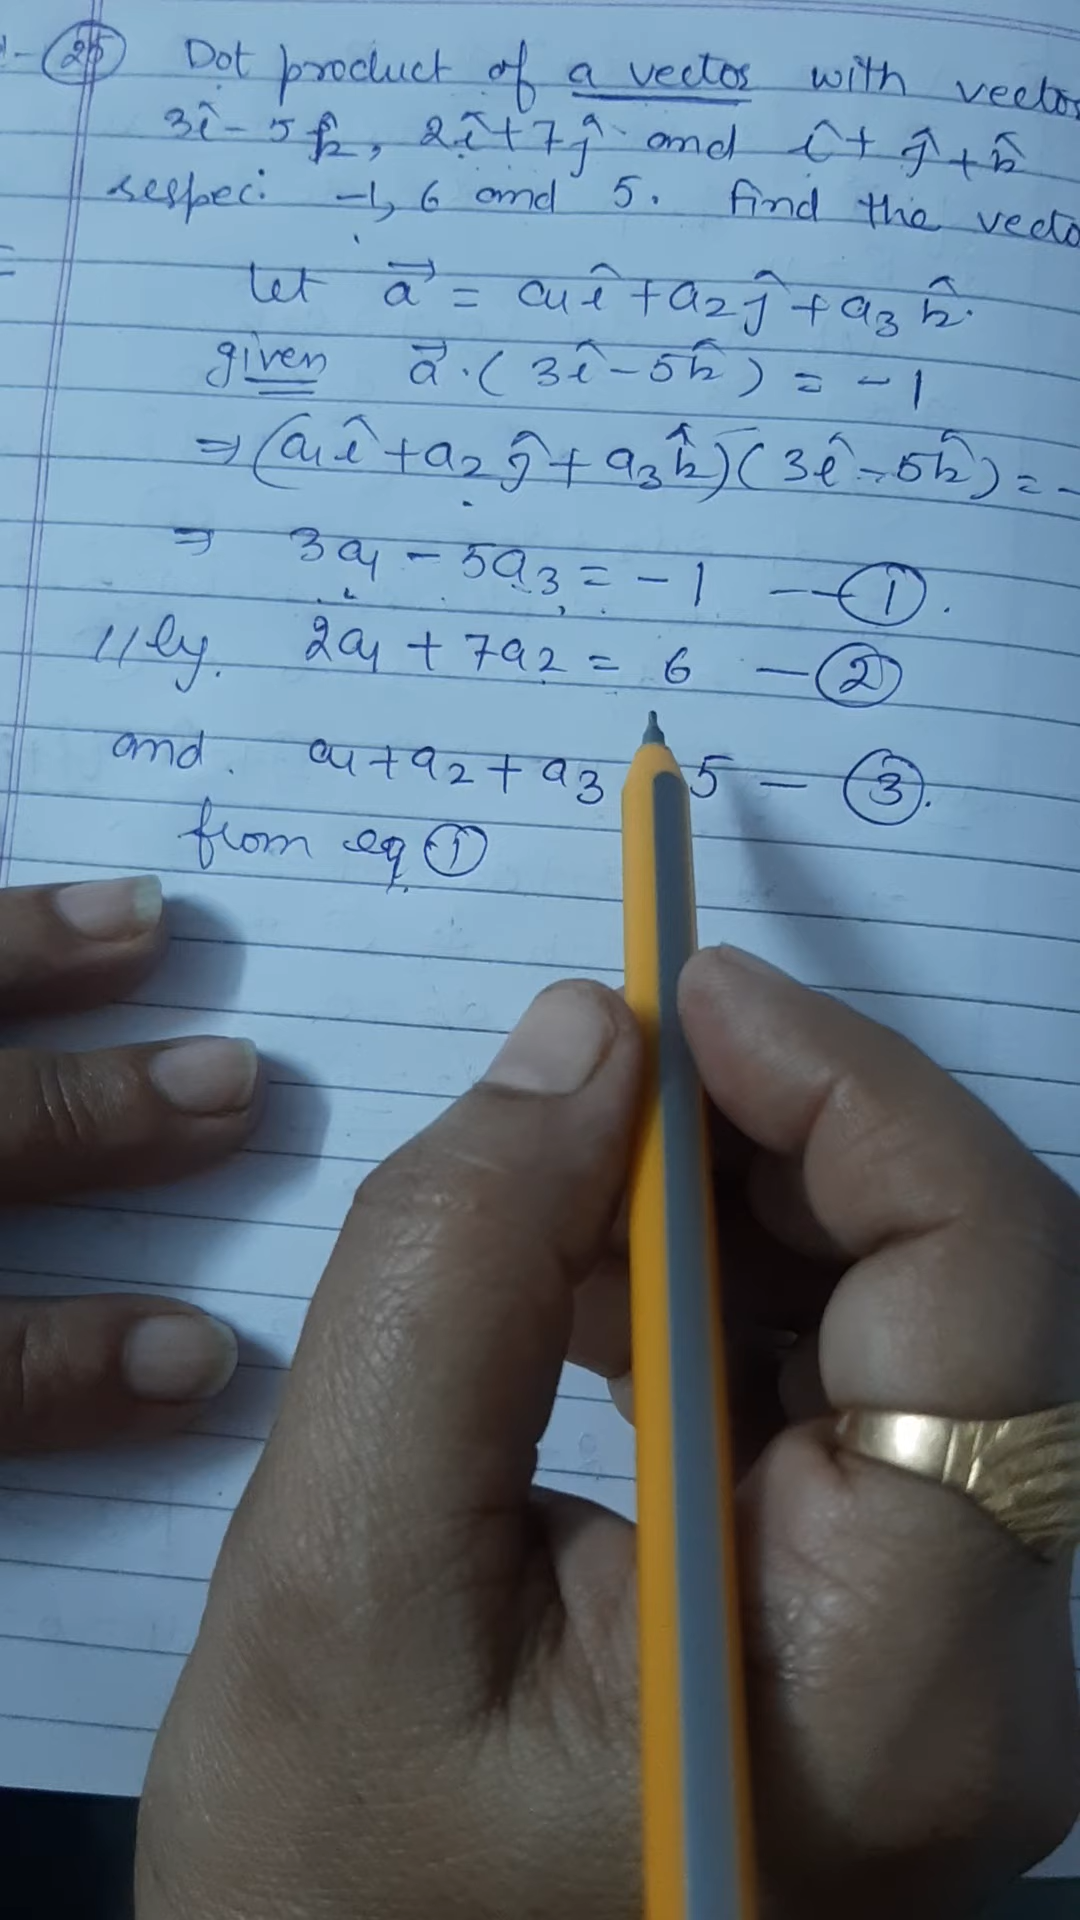 25 Dot product of a vector with vector
3î - 5k̂, 2î + 7ĵ and î + ĵ + k̂
respec. -1, 6 and 5. find the vecto
let a⃗ = a1î + a2ĵ + a3k̂.
given a⃗.(3î - 5k̂) = -1
⇒ (a1î + a2ĵ + a3k̂)(3î - 5k̂) = -
⇒ 3a1 - 5a3 = -1 — 1.
//ly. 2a1 + 7a2 = 6 — 2
and. a1 + a2 + a3 5 — 3.
from eq 1